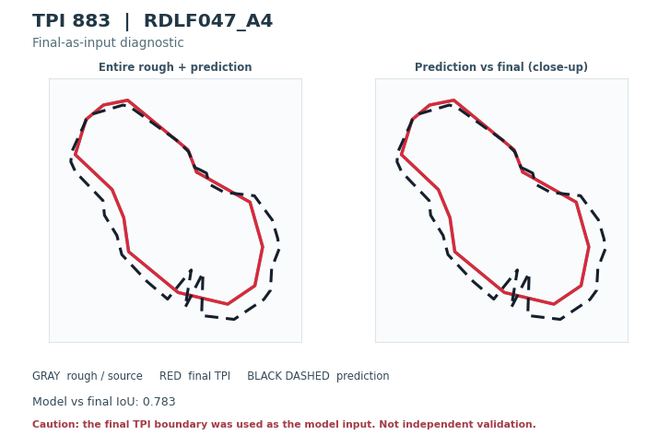 TPI 883 | RDLF047_A4
Final-as-input diagnostic
Entire rough + prediction
Prediction vs final (close-up)
GRAY rough / source RED final TPI BLACK DASHED prediction
Model vs final IoU: 0.783
Caution: the final TPI boundary was used as the model input. Not independent validation.